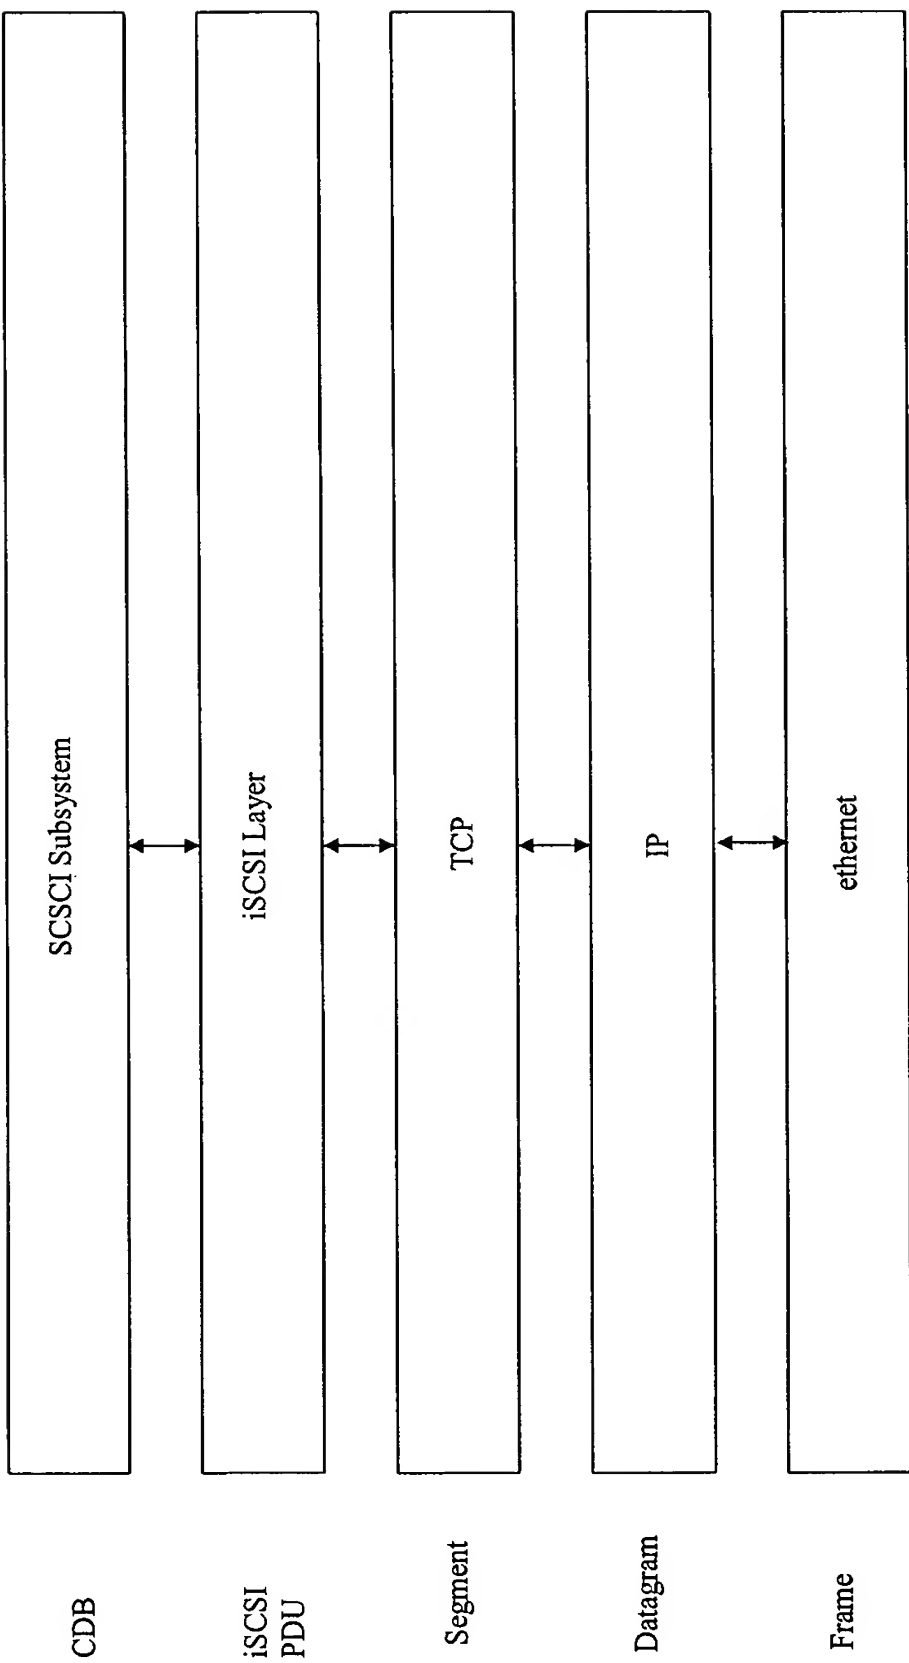 CDB
SCSCI Subsystem
iSCSI
PDU
iSCSI Layer
Segment
TCP
Datagram
IP
Frame
ethernet